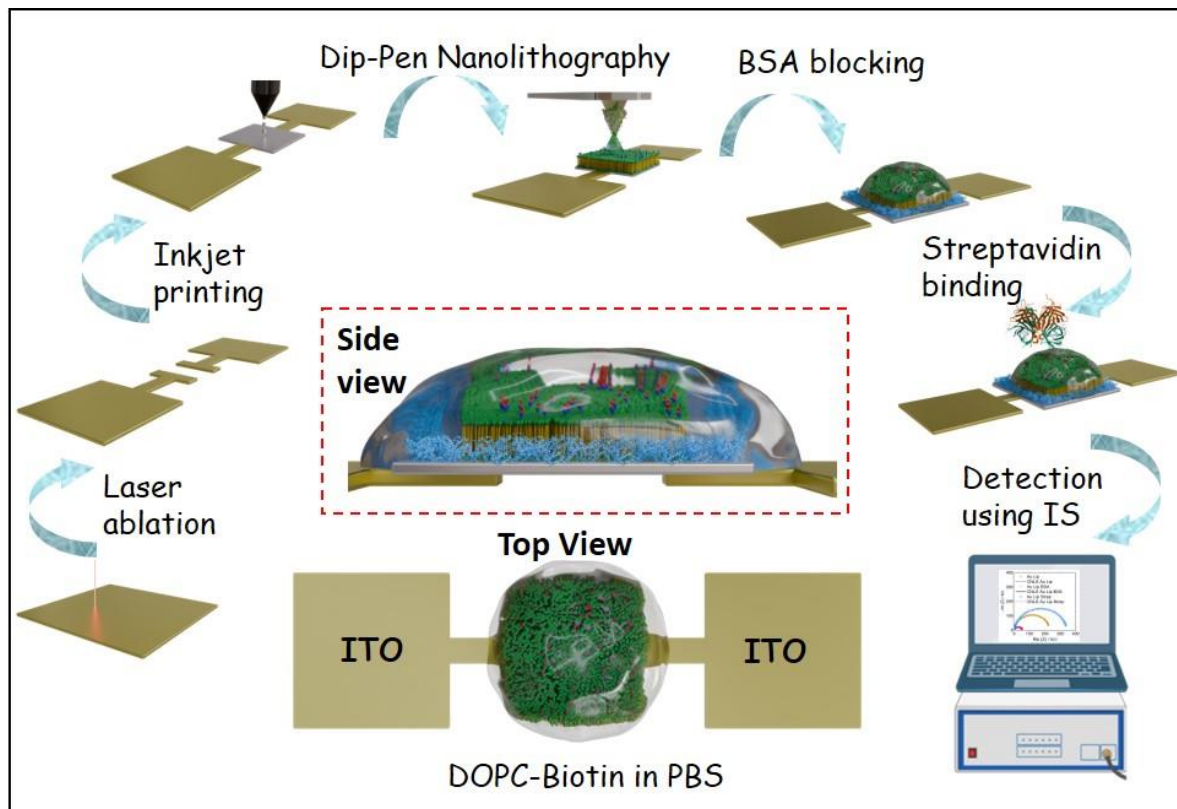 Dip-Pen Nanolithography
BSA blocking
Inkjet
printing
Streptavidin
binding
Side
view
Laser
ablation
Detection
using IS
Top View
ITO
ITO
DOPC-Biotin in PBS